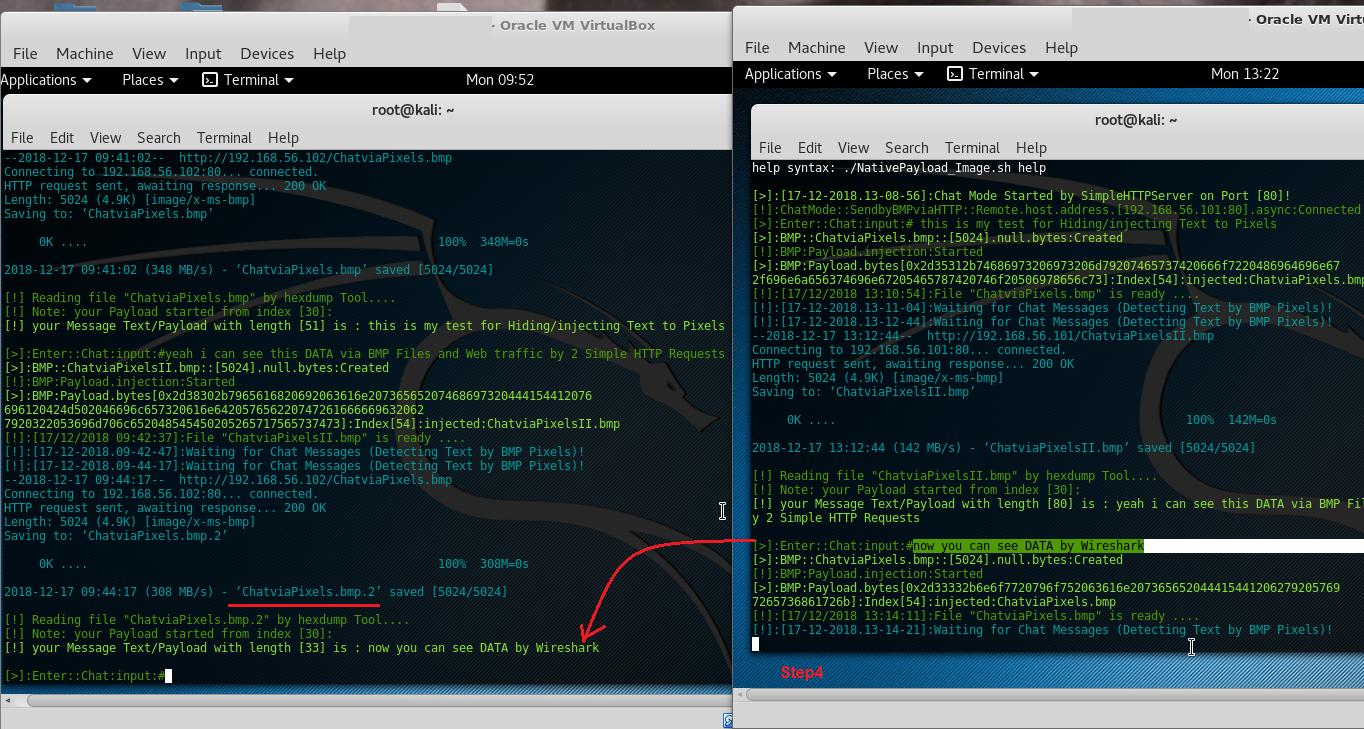 - Oracle VM VirtualBox
File Machine View Input Devices Help
Applications Places Terminal Mon 09:52
root@kali: ~
File Edit View Search Terminal Help
--2018-12-17 09:41:02-- http://192.168.56.102/ChatviaPixels.bmp
Connecting to 192.168.56.102:80... connected.
HTTP request sent, awaiting response... 200 OK
Length: 5024 (4.9K) [image/x-ms-bmp]
Saving to: ‘ChatviaPixels.bmp’
0K .... 100% 348M=0s
2018-12-17 09:41:02 (348 MB/s) - ‘ChatviaPixels.bmp’ saved [5024/5024]
[!] Reading file "ChatviaPixels.bmp" by hexdump Tool....
[!] Note: your Payload started from index [30]:
[!] your Message Text/Payload with length [51] is : this is my test for Hiding/injecting Text to Pixels
[>]:Enter::Chat:input:#yeah i can see this DATA via BMP Files and Web traffic by 2 Simple HTTP Requests
[>]:BMP::ChatviaPixelsII.bmp::[5024].null.bytes:Created
[!]:BMP:Payload.injection:Started
[>]:BMP:Payload.bytes[0x2d38302b7965616820692063616e2073656520746869732044415441​2076
696120424d502046696c657320616e6420576562207472616666696​32062
7920322053696d706c652048545450205265717565737473]:Index[54]:injected:ChatviaPixelsII.bmp
[!]:[17/12/2018 09:42:37]:File "ChatviaPixelsII.bmp" is ready ....
[!]:[17-12-2018.09-42-47]:Waiting for Chat Messages (Detecting Text by BMP Pixels)!
[!]:[17-12-2018.09-44-17]:Waiting for Chat Messages (Detecting Text by BMP Pixels)!
--2018-12-17 09:44:17-- http://192.168.56.102/ChatviaPixels.bmp
Connecting to 192.168.56.102:80... connected.
HTTP request sent, awaiting response... 200 OK
Length: 5024 (4.9K) [image/x-ms-bmp]
Saving to: ‘ChatviaPixels.bmp.2’
0K .... 100% 308M=0s
2018-12-17 09:44:17 (308 MB/s) - ‘ChatviaPixels.bmp.2’ saved [5024/5024]
[!] Reading file "ChatviaPixels.bmp.2" by hexdump Tool....
[!] Note: your Payload started from index [30]:
[!] your Message Text/Payload with length [33] is : now you can see DATA by Wireshark
[>]:Enter::Chat:input:#
- Oracle VM Virt
File Machine View Input Devices Help
Applications Places Terminal Mon 13:22
root@kali: ~
File Edit View Search Terminal Help
help syntax: ./NativePayload_Image.sh help
[>]:[17-12-2018.13-08-56]:Chat Mode Started by SimpleHTTPServer on Port [80]!
[!]:ChatMode::SendbyBMPviaHTTP::Remote.host.address.[192.168.56.101:80].async:Connected
[>]:Enter::Chat:input:# this is my test for Hiding/injecting Text to Pixels
[>]:BMP::ChatviaPixels.bmp::[5024].null.bytes:Created
[!]:BMP:Payload.injection:Started
[>]:BMP:Payload.bytes[0x2d35312b74686973206973206d79207465737420666f7220486964696e67
2f696e6a656374696e67205465787420746f20506978656c73]:Index[54]:injected:ChatviaPixels.bmp
[!]:[17/12/2018 13:10:54]:File "ChatviaPixels.bmp" is ready ....
[!]:[17-12-2018.13-11-04]:Waiting for Chat Messages (Detecting Text by BMP Pixels)!
[!]:[17-12-2018.13-12-44]:Waiting for Chat Messages (Detecting Text by BMP Pixels)!
--2018-12-17 13:12:44-- http://192.168.56.101/ChatviaPixelsII.bmp
Connecting to 192.168.56.101:80... connected.
HTTP request sent, awaiting response... 200 OK
Length: 5024 (4.9K) [image/x-ms-bmp]
Saving to: ‘ChatviaPixelsII.bmp’
0K .... 100% 142M=0s
2018-12-17 13:12:44 (142 MB/s) - ‘ChatviaPixelsII.bmp’ saved [5024/5024]
[!] Reading file "ChatviaPixelsII.bmp" by hexdump Tool....
[!] Note: your Payload started from index [30]:
[!] your Message Text/Payload with length [80] is : yeah i can see this DATA via BMP Fil
y 2 Simple HTTP Requests
[>]:Enter::Chat:input:#now you can see DATA by Wireshark
[>]:BMP::ChatviaPixels.bmp::[5024].null.bytes:Created
[!]:BMP:Payload.injection:Started
[>]:BMP:Payload.bytes[0x2d33332b6e6f7720796f752063616e20736565204441544120627920​5769
7265736861726b]:Index[54]:injected:ChatviaPixels.bmp
[!]:[17/12/2018 13:14:11]:File "ChatviaPixels.bmp" is ready ....
[!]:[17-12-2018.13-14-21]:Waiting for Chat Messages (Detecting Text by BMP Pixels)!
Step4